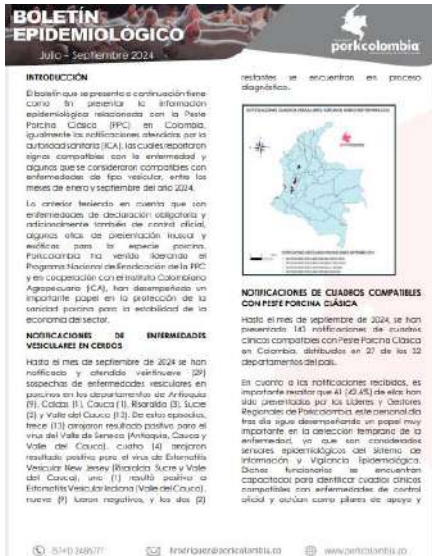 BOLETÍN
EPIDEMIOLÓGICO
Julio - Septiembre 2024
porkcolombia
INTRODUCCIÓN
El boletín que se presenta a continuación tiene
como fin presentar la información
epidemiológica relacionada con la Peste
Porcina Clásica (PPC) en Colombia,
igualmente las notificaciones atendidas por la
autoridad sanitaria (ICA), las cuales reportaron
signos compatibles con la enfermedad y
algunos que se consideraron compatibles con
enfermedades de tipo vesicular, entre los
meses de enero y septiembre del año 2024.
Lo anterior teniendo en cuenta que son
enfermedades de declaración obligatoria y
adicionalmente también de control oficial,
algunas otras de presentación inusual y
exóticas para la especie porcina.
Porkcolombia ha venido liderando el
Programa Nacional de Erradicación de la PPC
y en cooperación con el Instituto Colombiano
Agropecuario (ICA), han desempeñado un
importante papel en la protección de la
sanidad porcina para la estabilidad de la
economía del sector.
NOTIFICACIONES DE ENFERMEDADES
VESICULARES EN CERDOS
Hasta el mes de septiembre de 2024 se han
notificado y atendido veintinueve (29)
sospechas de enfermedades vesiculares en
porcinos en los departamentos de Antioquia
(9), Caldas (1), Cauca (1), Risaralda (3), Sucre
(2) y Valle del Cauca (13). De estos episodios,
trece (13) arrojaron resultado positivo para el
virus del Valle de Seneca (Antioquia, Cauca y
Valle del Cauca), cuatro (4) arrojaron
resultado positivo para el virus de Estomatitis
Vesicular New Jersey (Risaralda, Sucre y Valle
del Cauca), uno (1) resultó positivo a
Estomatitis Vesicular Indiana (Valle del Cauca),
nueve (9) fueron negativos, y los dos (2)
restantes se encuentran en proceso
diagnóstico.
NOTIFICACIONES DE CUADROS COMPATIBLES
CON PESTE PORCINA CLÁSICA
Hasta el mes de septiembre de 2024, se han
presentado 143 notificaciones de cuadros
clínicos compatibles con Peste Porcina Clásica
en Colombia, distribuidos en 27 de los 32
departamentos del país.
En cuanto a las notificaciones recibidas, es
importante resaltar que 61 (42.6%) de ellas han
sido presentadas por los Líderes y Gestores
Regionales de Porkcolombia, este personal día
tras día sigue desempeñando un papel muy
importante en la detección temprana de la
enfermedad, ya que son considerados
sensores epidemiológicos del Sistema de
Información y Vigilancia Epidemiológica.
Dichos funcionarios se encuentran
capacitados para identificar cuadros clínicos
compatibles con enfermedades de control
oficial y actúan como pilares de apoyo y
www.porkcolombia.co